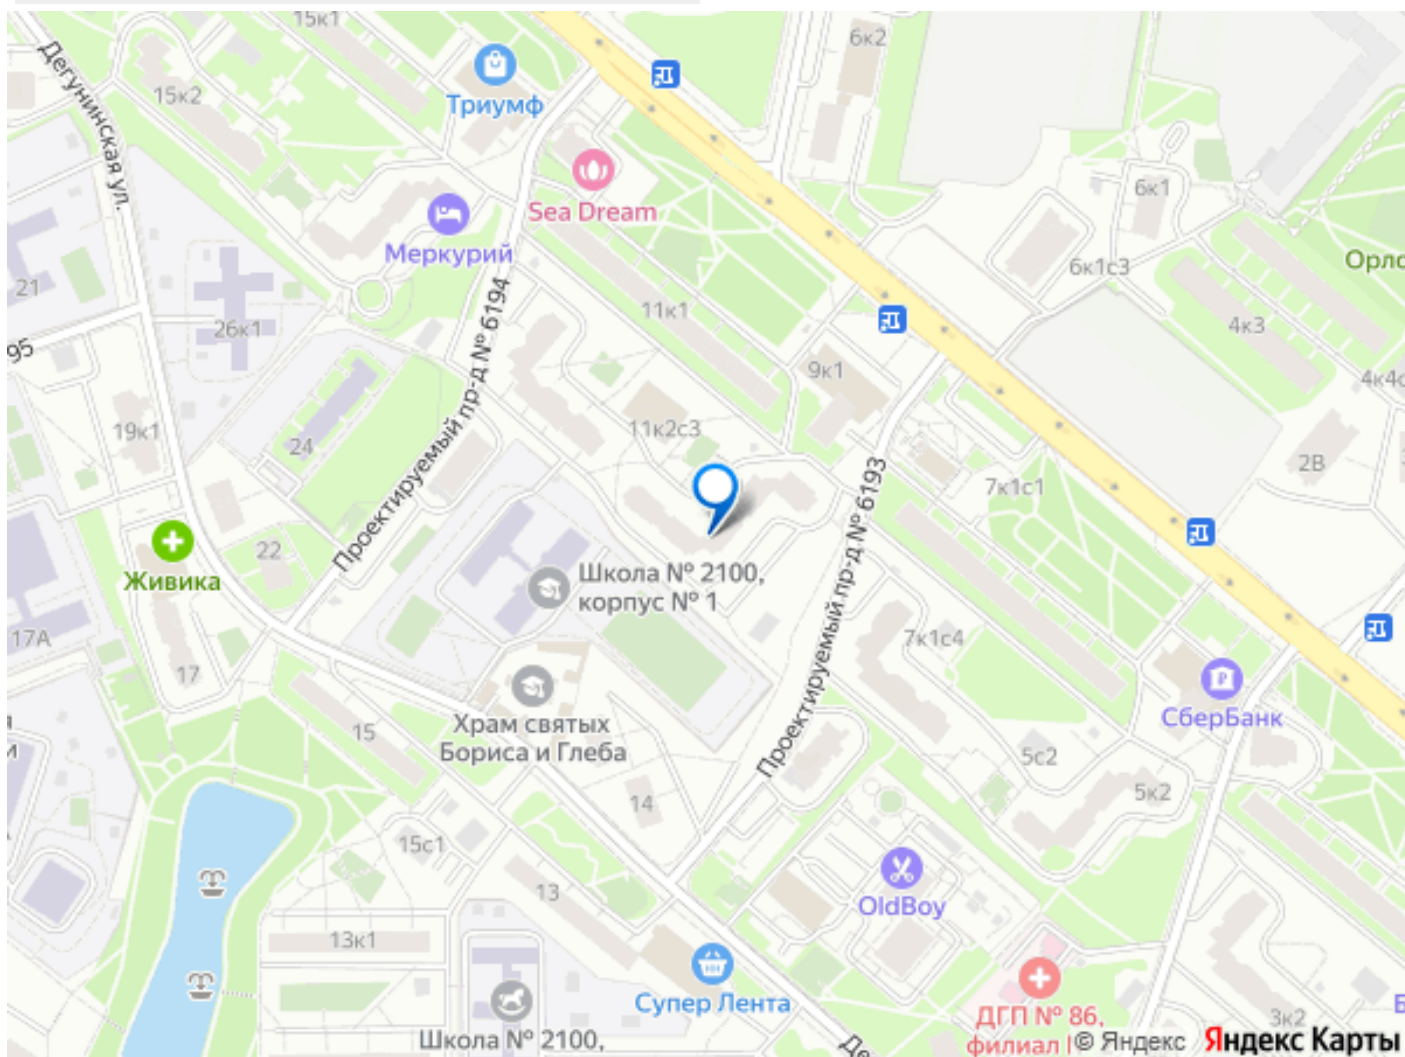 15к1
6к2
Дегунинская ул.
15к2
Триумф
Sea Dream
6к1
Меркурий
6к1с3
Орло
21
26к1
Проектируемый пр-д № 6194
11к1
4к3
95
9к1
4к4с
19к1
24
11к2с3
2В
Проектируемый пр-д № 6193
7к1с1
22
Живика
Школа № 2100,
корпус № 1
17А
17
7к1с4
СберБанк
15
Храм святых
Бориса и Глеба
и
5с2
14
5к2
15с1
13
OldBoy
13к1
Супер Лента
ДГП № 86,
филиал
3к2
Школа № 2100,
Де
© Яндекс Яндекс Карты